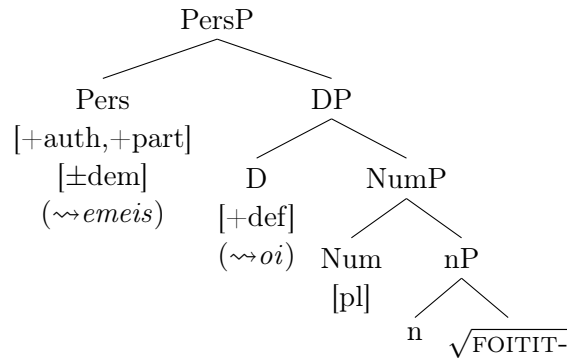 PersP
Pers DP
[+auth,+part]
[±dem] D NumP
(⇝emeis) [+def]
(⇝oi) Num nP
[pl]
n √FOITIT-